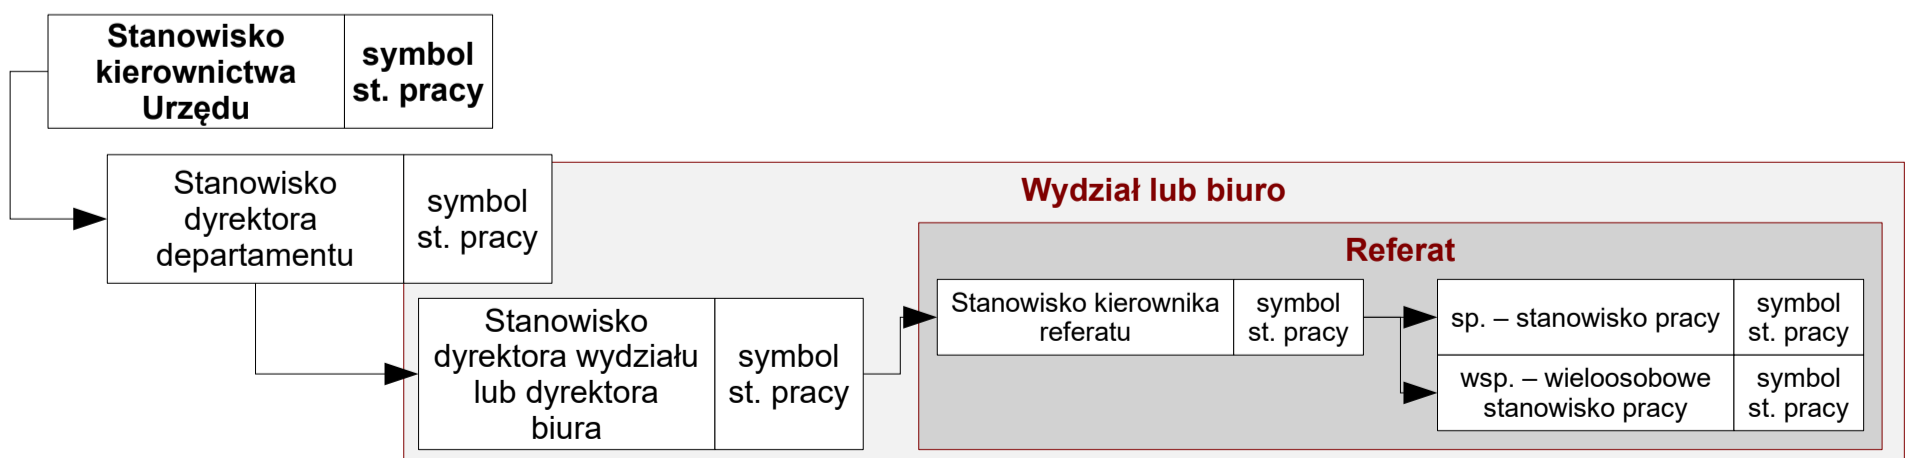 Stanowisko
kierownictwa
Urzędu
symbol
st. pracy
Stanowisko
dyrektora
departamentu
symbol
st. pracy
Wydział lub biuro
Stanowisko
dyrektora wydziału
lub dyrektora
biura
symbol
st. pracy
Referat
Stanowisko kierownika
referatu
symbol
st. pracy
sp. – stanowisko pracy
symbol
st. pracy
wsp. – wieloosobowe
stanowisko pracy
symbol
st. pracy